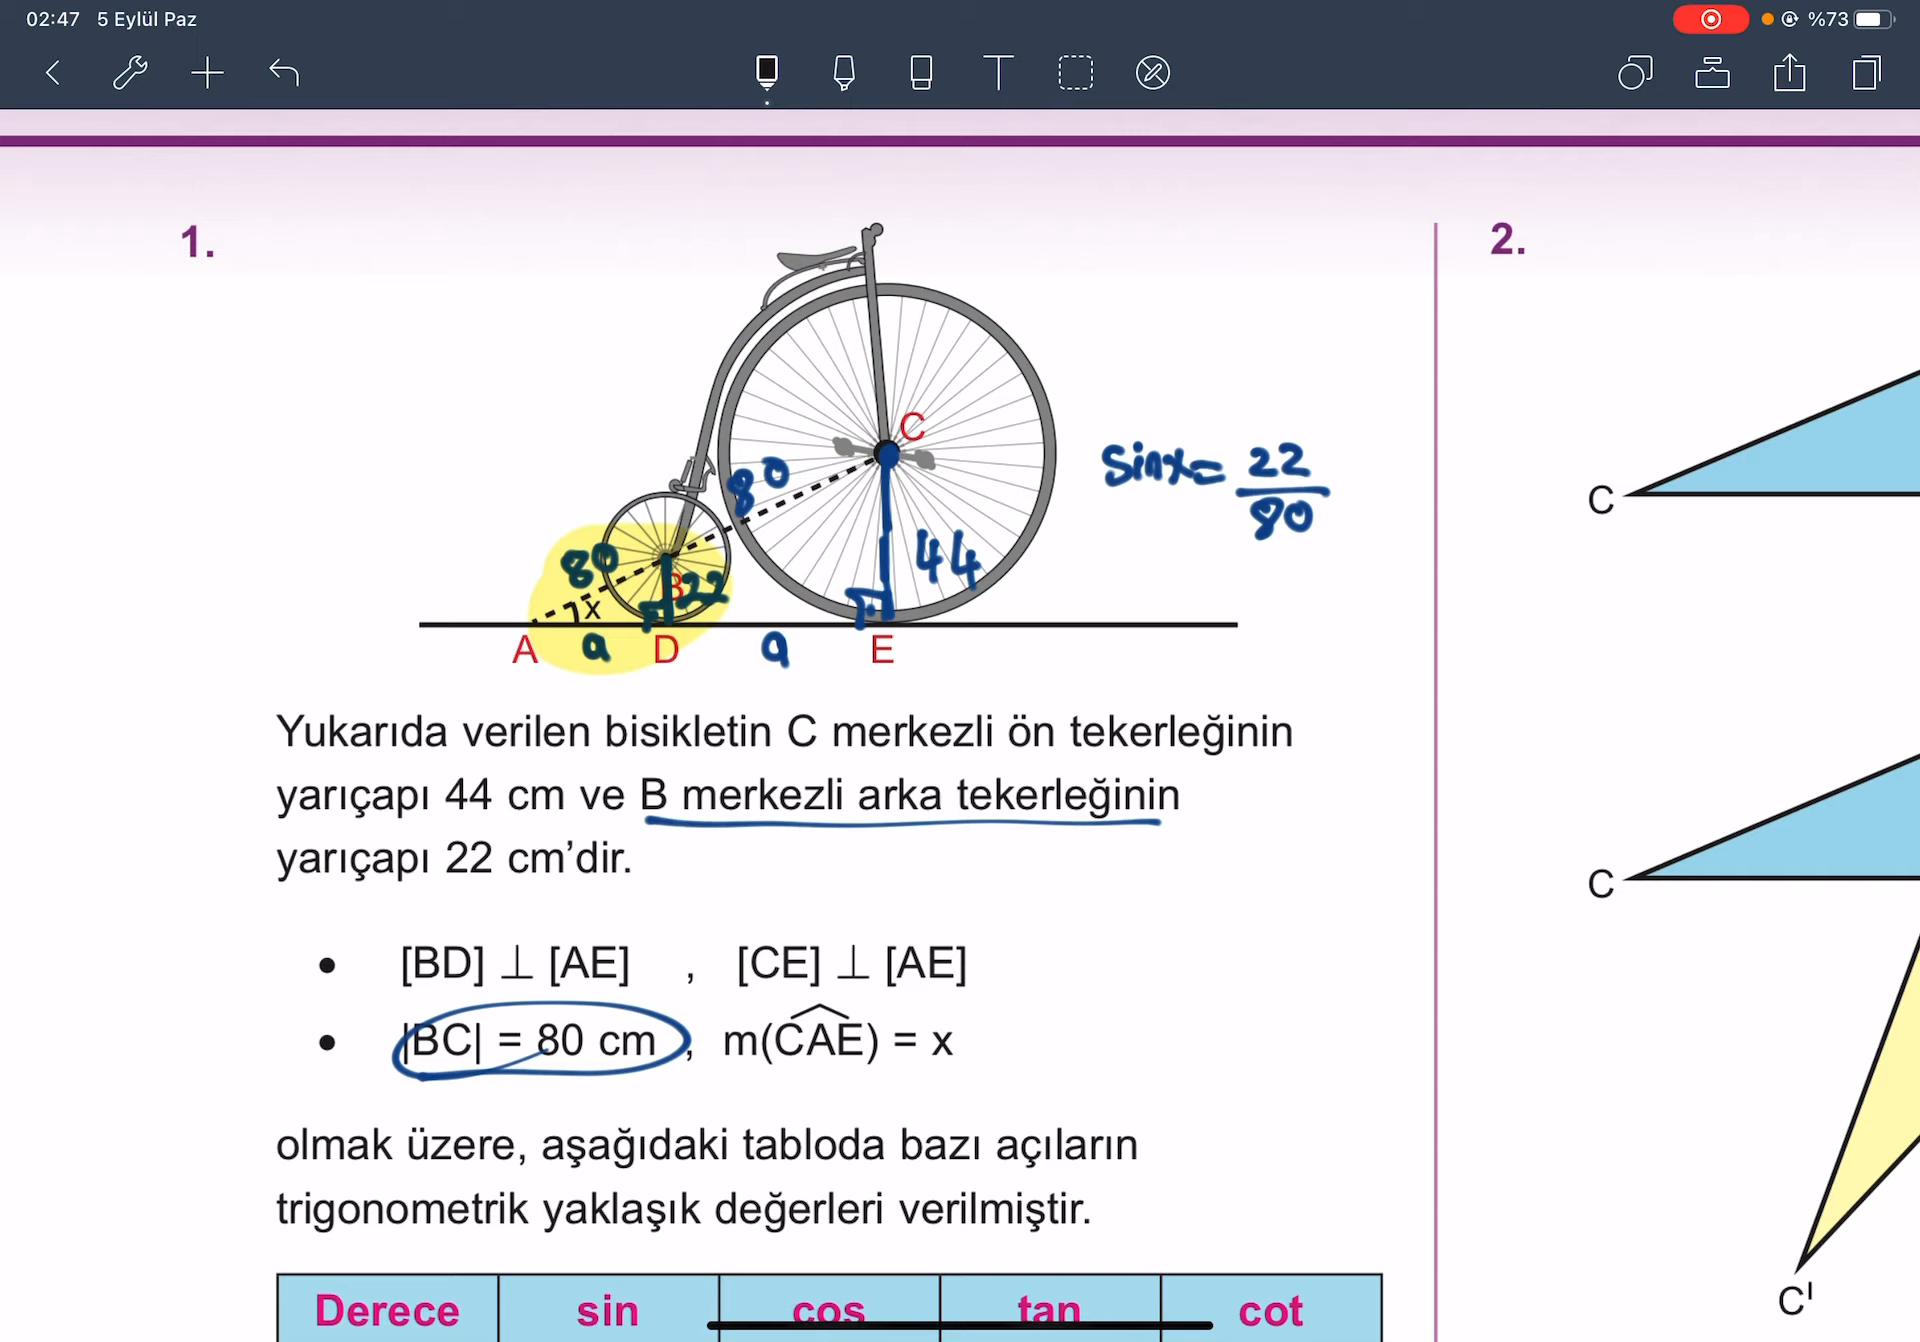 02:47 5 Eylül Paz
%73
1.
2.
C
80
44
sinx = 22
80
80
B
22
x
A
a
D
a
E
C
Yukarıda verilen bisikletin C merkezli ön tekerleğinin
yarıçapı 44 cm ve B merkezli arka tekerleğinin
yarıçapı 22 cm'dir.
• [BD] ⊥ [AE] , [CE] ⊥ [AE]
• |BC| = 80 cm , m(CAE) = x
olmak üzere, aşağıdaki tabloda bazı açıların
trigonometrik yaklaşık değerleri verilmiştir.
Derece sin cos tan cot
C
C'